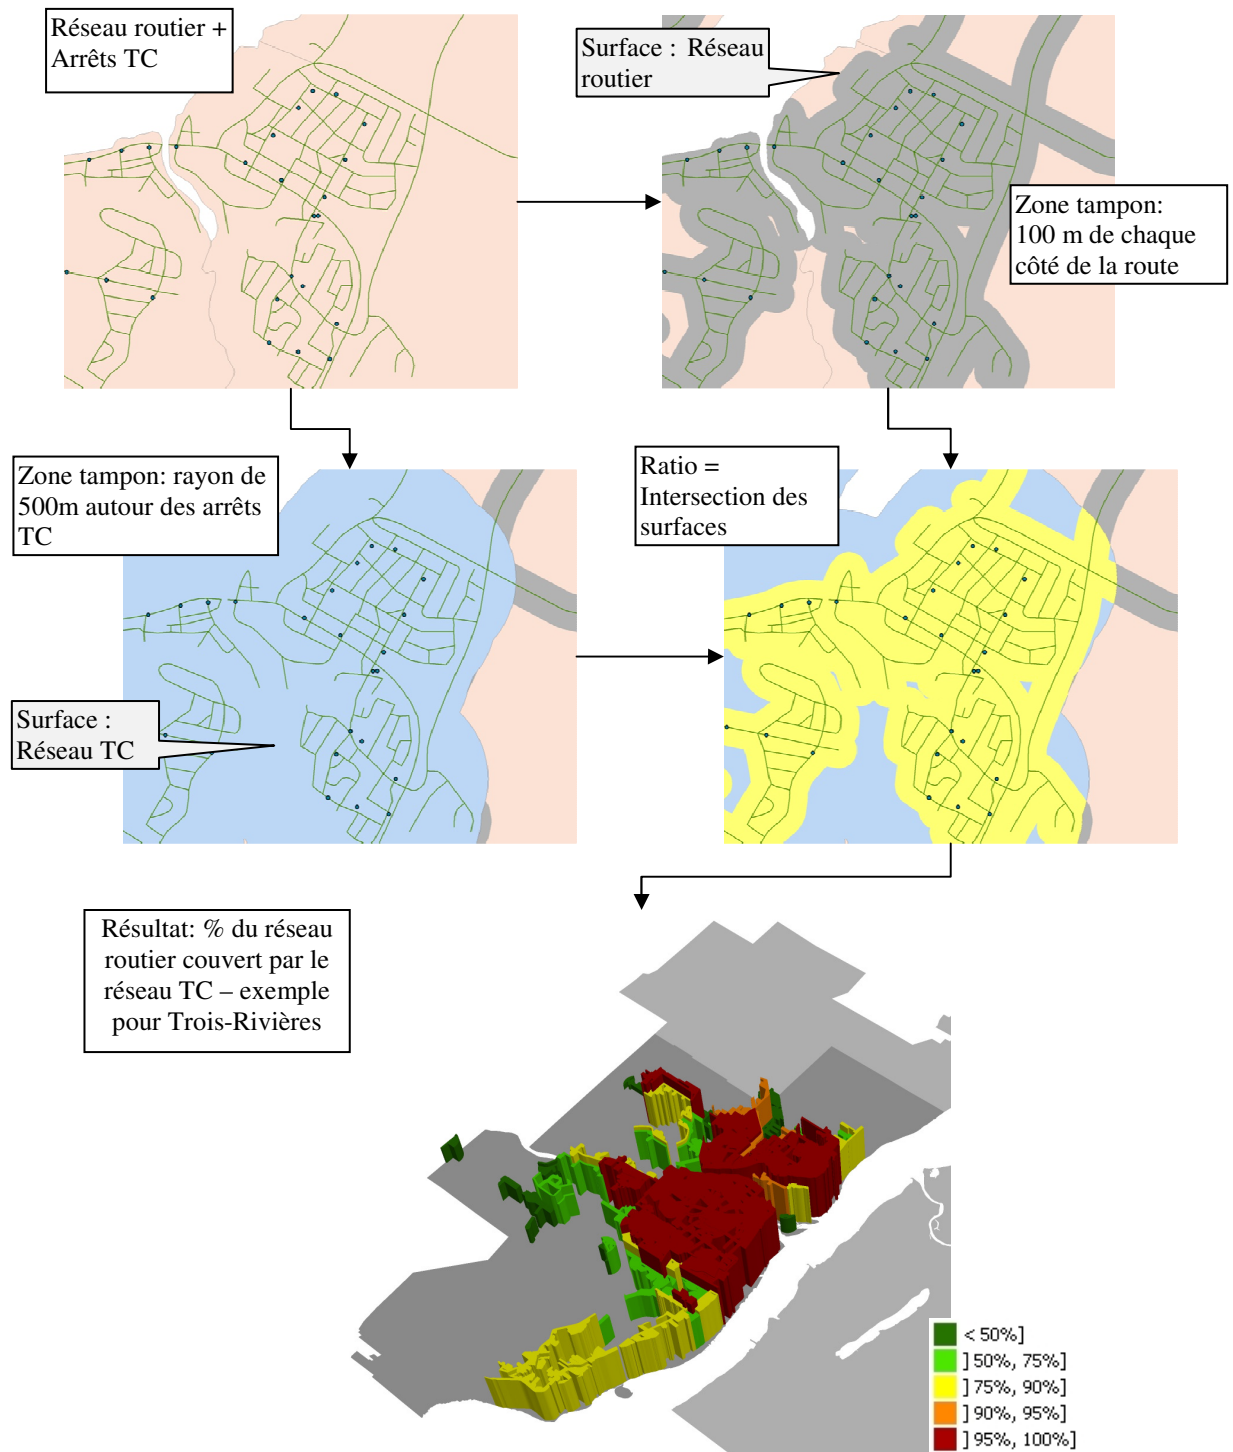 Réseau routier +
Arrêts TC
Surface : Réseau
routier
Zone tampon:
100 m de chaque
côté de la route
Zone tampon: rayon de
500m autour des arrêts
TC
Ratio =
Intersection des
surfaces
Surface :
Réseau TC
Résultat: % du réseau
routier couvert par le
réseau TC – exemple
pour Trois-Rivières
< 50%]
] 50%, 75%]
] 75%, 90%]
] 90%, 95%]
] 95%, 100%]